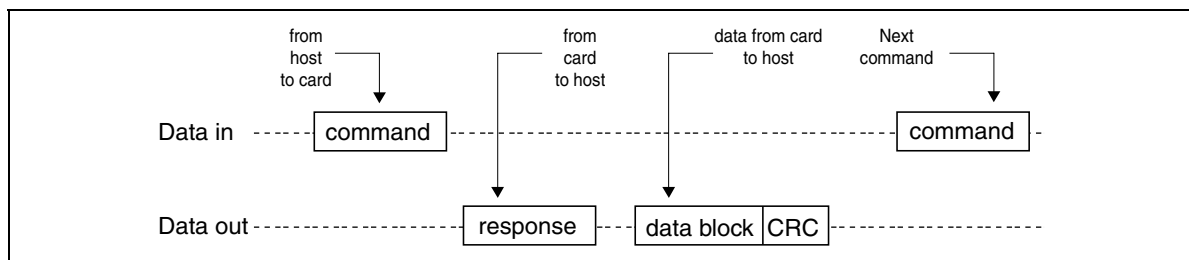 from
host
to card
from
card
to host
data from card
to host
Next
command
Data in
command
command
Data out
response
data block
CRC